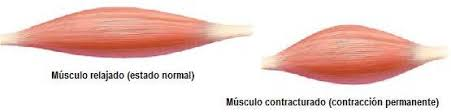 Músculo relajado (estado normal)
Músculo contracturado (contracción permanente)